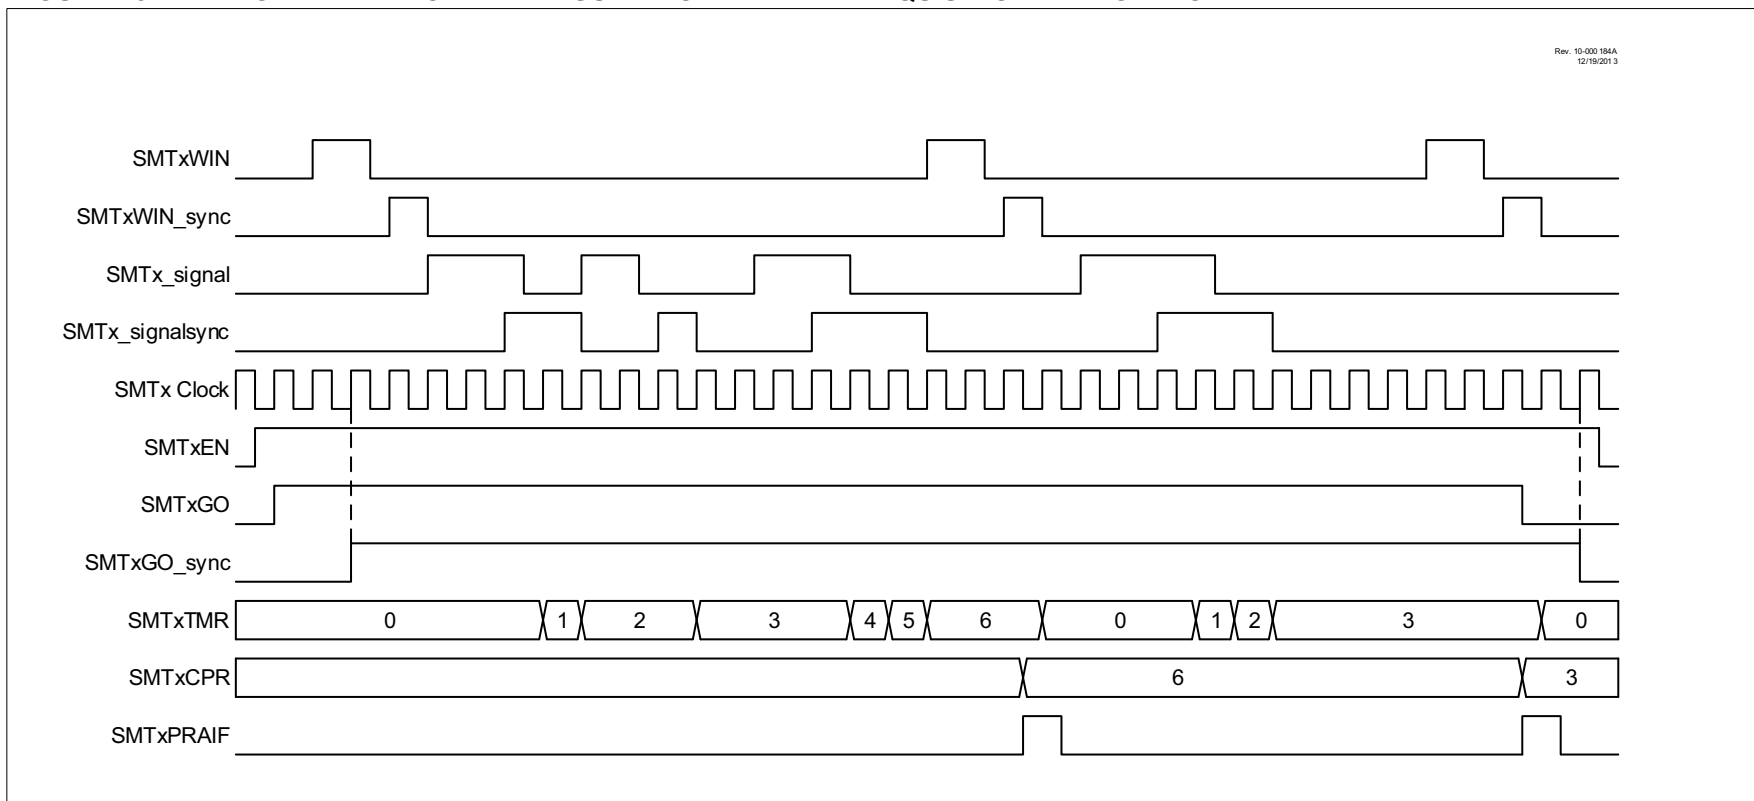 Rev. 10-000 184A
12/19/201 3
SMTxWIN
SMTxWIN_sync
SMTx_signal
SMTx_signalsync
SMTx Clock
SMTxEN
SMTxGO
SMTxGO_sync
SMTxTMR 0 1 2 3 4 5 6 0 1 2 3 0
SMTxCPR 6 3
SMTxPRAIF